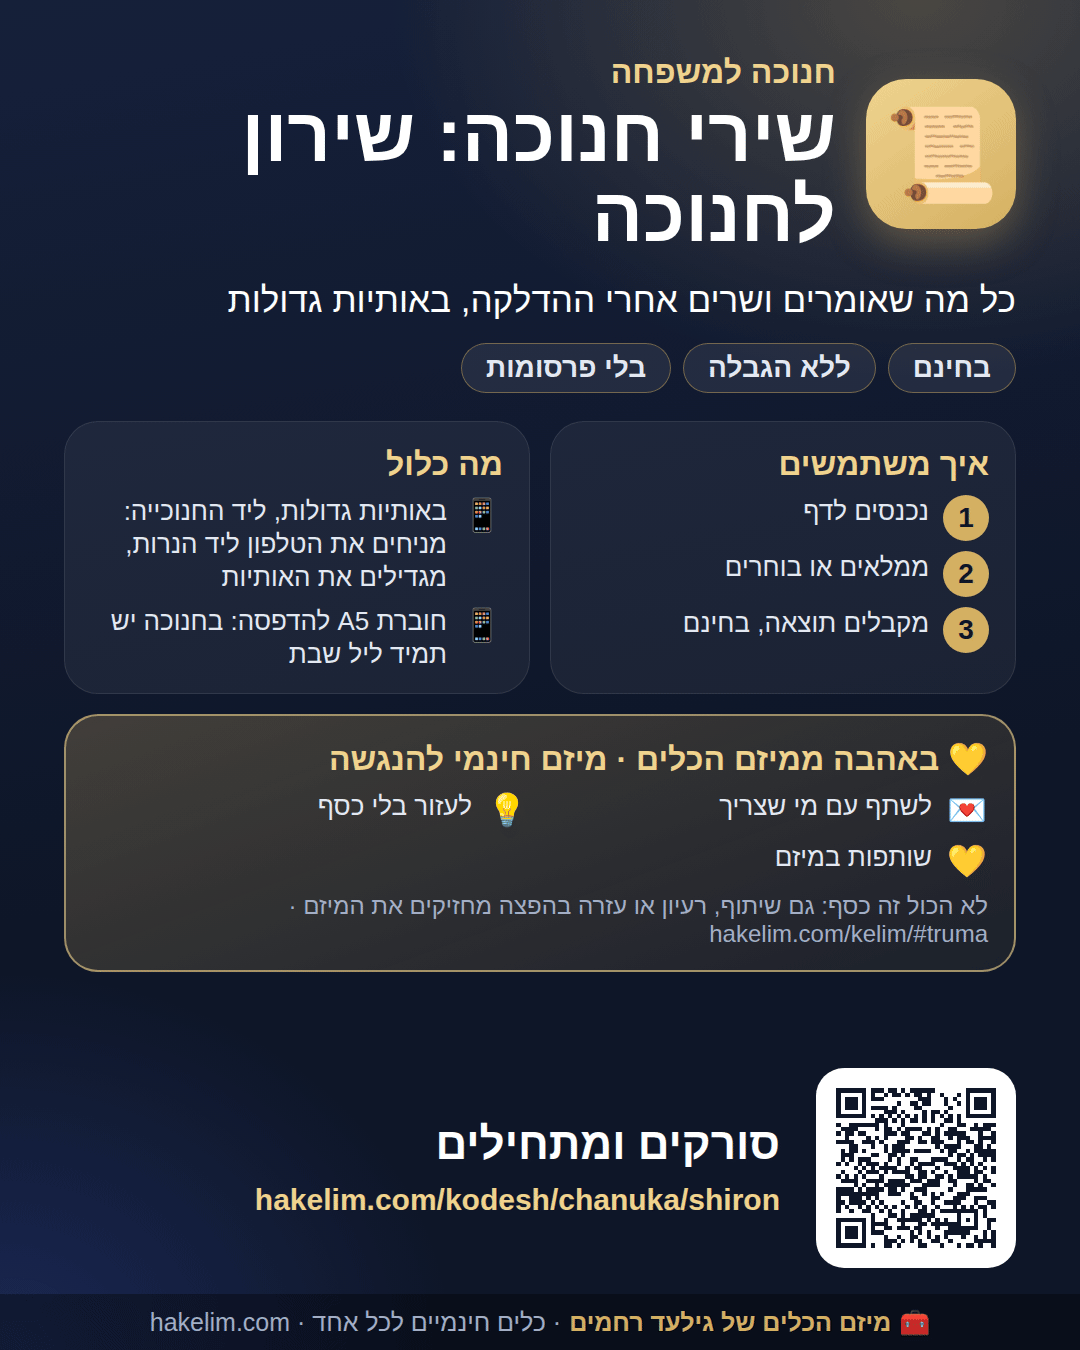 חנוכה למשפחה
שירי חנוכה: שירון
לחנוכה
כל מה שאומרים ושרים אחרי ההדלקה, באותיות גדולות
בחינם
ללא הגבלה
בלי פרסומות
איך משתמשים
1 נכנסים לדף
2 ממלאים או בוחרים
3 מקבלים תוצאה, בחינם
מה כלול
באותיות גדולות, ליד החנוכייה:
מניחים את הטלפון ליד הנרות,
מגדילים את האותיות
חוברת A5 להדפסה: בחנוכה יש
תמיד ליל שבת
באהבה ממיזם הכלים · מיזם חינמי להנגשה
לשתף עם מי שצריך
לעזור בלי כסף
שותפות במיזם
לא הכול זה כסף: גם שיתוף, רעיון או עזרה בהפצה מחזיקים את המיזם ·
hakelim.com/kelim/#truma
סורקים ומתחילים
hakelim.com/kodesh/chanuka/shiron
מיזם הכלים של גילעד רחמים · כלים חינמיים לכל אחד · hakelim.com